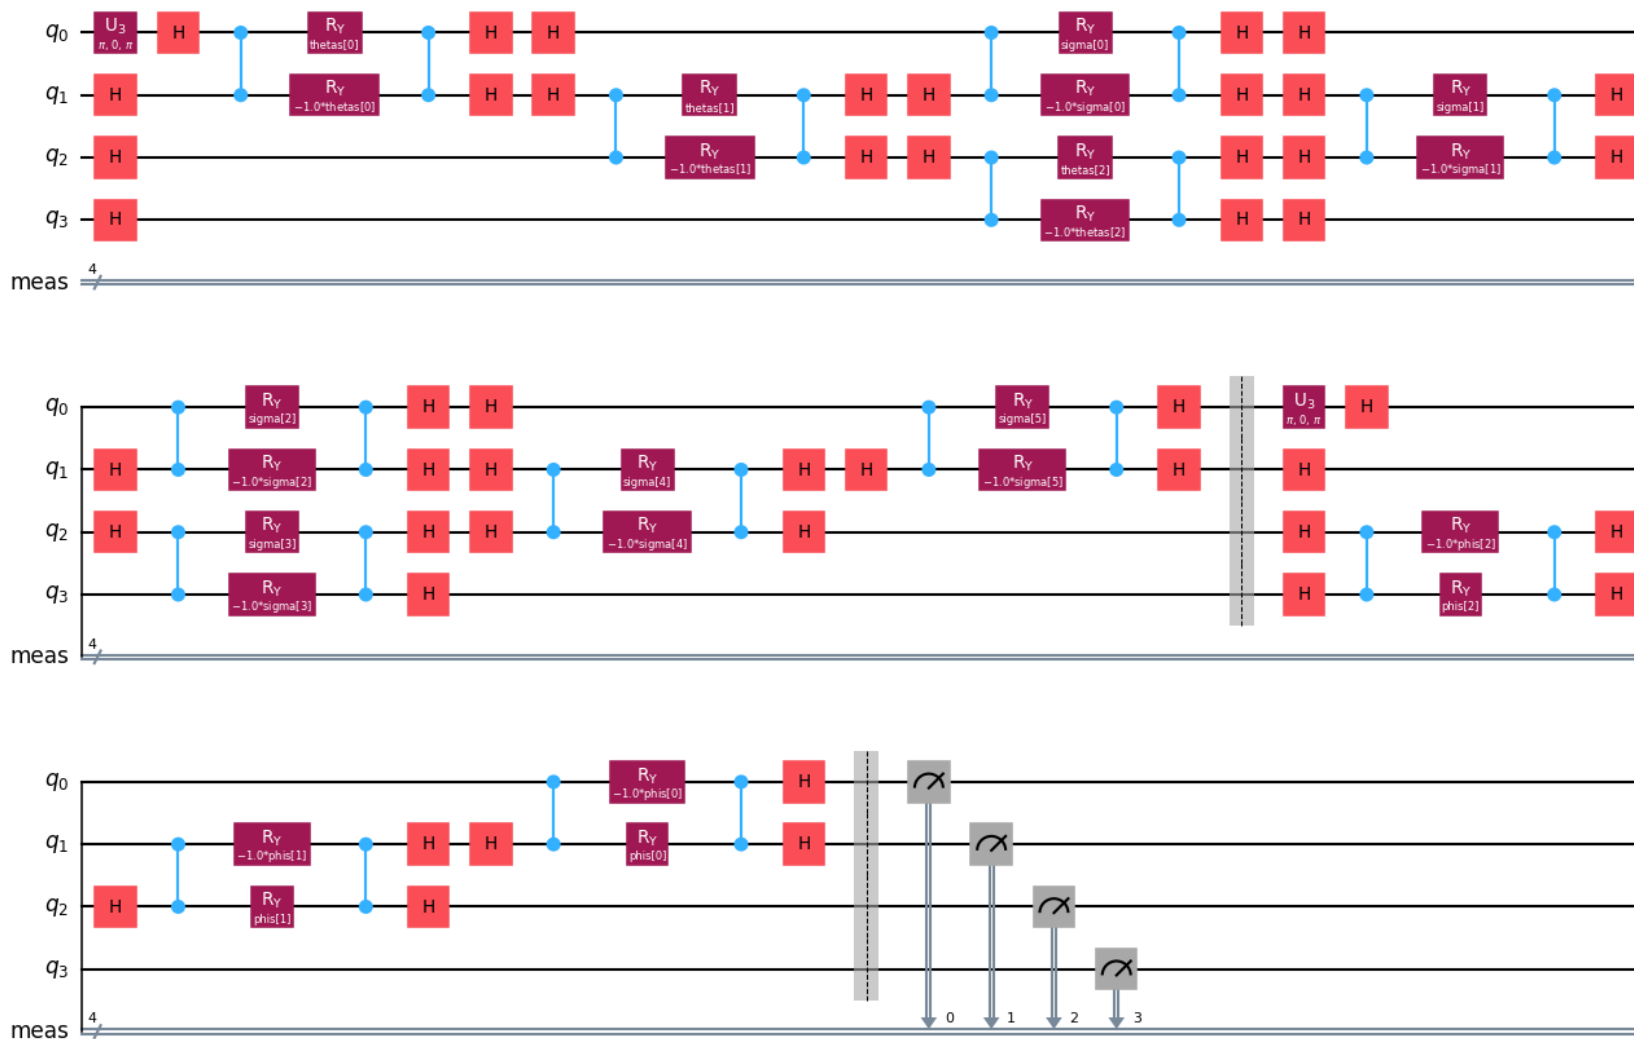 q0 U3 π, 0, π H RY thetas[0] H H RY sigma[0] H H
q1 H RY −1.0*thetas[0] H H RY thetas[1] H H RY −1.0*sigma[0] H H RY sigma[1] H
q2 H RY −1.0*thetas[1] H H RY thetas[2] H H RY −1.0*sigma[1] H
q3 H RY −1.0*thetas[2] H H
meas 4
q0 RY sigma[2] H H RY sigma[5] H U3 π, 0, π H
q1 H RY −1.0*sigma[2] H H RY sigma[4] H H RY −1.0*sigma[5] H H
q2 H RY sigma[3] H H RY −1.0*sigma[4] H H RY −1.0*phis[2] H
q3 RY −1.0*sigma[3] H H RY phis[2] H
meas 4
q0 RY −1.0*phis[0] H
q1 RY −1.0*phis[1] H H RY phis[0] H
q2 H RY phis[1] H
q3
meas 4 0 1 2 3